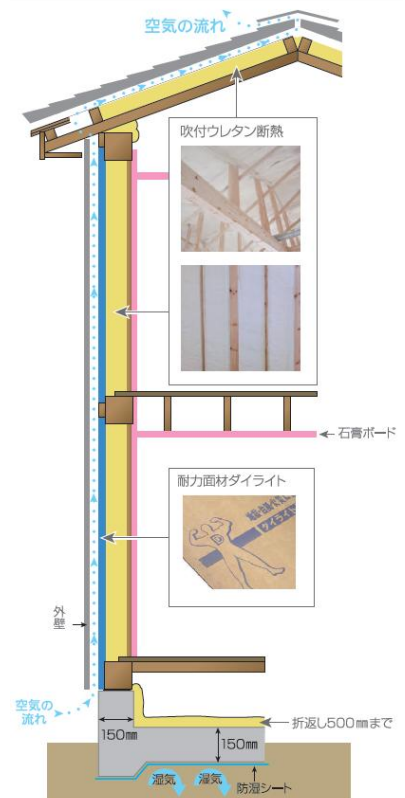 空気の流れ
吹付ウレタン断熱
石膏ボード
耐力面材ダイライト
外壁
空気の
流れ
150㎜
150㎜
折返し500㎜まで
湿気
湿気
防湿シート